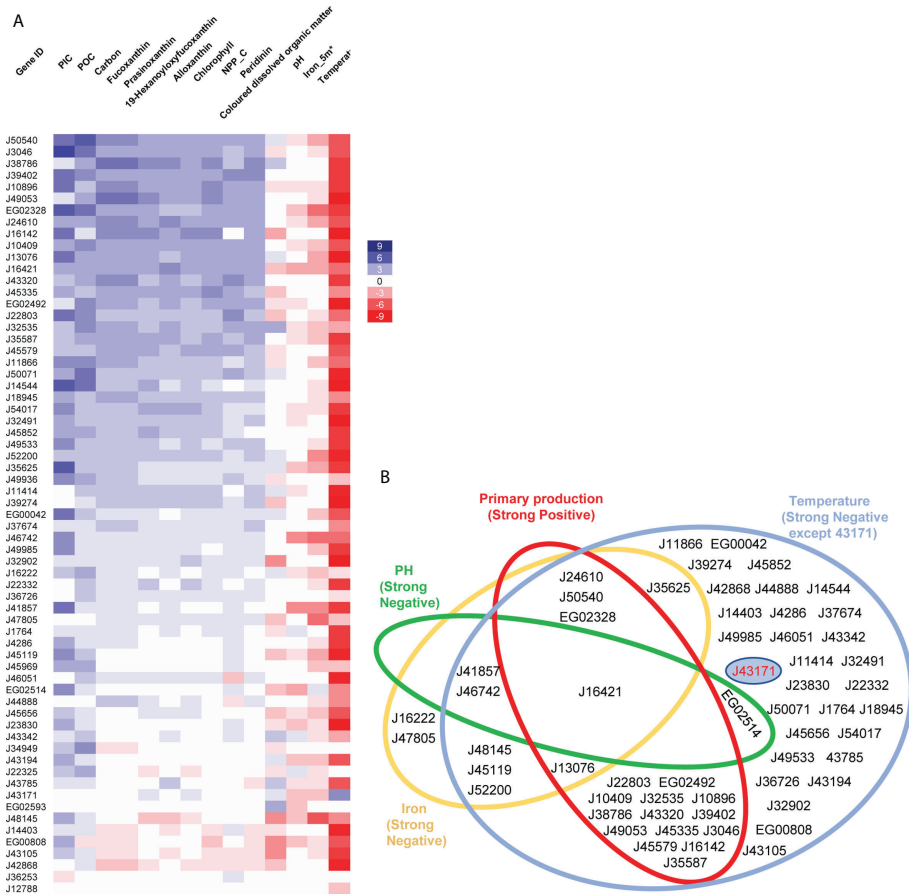 A
Gene ID
PIC
POC
Carbon
Fucoxanthin
Prasinoxanthin
19-Hexanoyloxyfucoxanthin
Alloxanthin
Chlorophyll
NPP_C
Peridinin
Coloured dissolved organic matter
pH
Iron_5m*
Temperat
J50540
J3046
J38786
J39402
J10896
J49053
EG02328
J24610
J16142
J10409
J13076
J16421
J43320
J45335
EG02492
J22803
J32535
J35587
J45579
J11866
J50071
J14544
J18945
J54017
J32491
J45852
J49533
J52200
J35625
J49936
J11414
J39274
EG00042
J37674
J46742
J49985
J32902
J16222
J22332
J36726
J41857
J47805
J1764
J4286
J45119
J45969
J46051
EG02514
J44888
J45656
J23830
J43342
J34949
J43194
J22325
J43785
J43171
EG02593
J48145
J14403
EG00808
J43105
J42868
J36253
J12788
9
6
3
0
-3
-6
-9
B
Primary production
(Strong Positive)
Temperature
(Strong Negative
except 43171)
PH
(Strong
Negative)
Iron
(Strong
Negative)
J11866 EG00042
J39274 J45852
J24610
J35625
J42868 J44888 J14544
J50540
EG02328
J14403 J4286 J37674
J49985 J46051 J43342
J41857
J46742
J43171
J11414 J32491
J23830 J22332
J16421
EG02514
J50071 J1764 J18945
J16222
J47805
J45656 J54017
J48145
J45119
J52200
J13076
J49533 43785
J22803 EG02492
J10409 J32535 J10896
J38786 J43320 J39402
J49053 J45335 J3046
J45579 J16142
J35587
J36726 J43194
J32902
EG00808
J43105